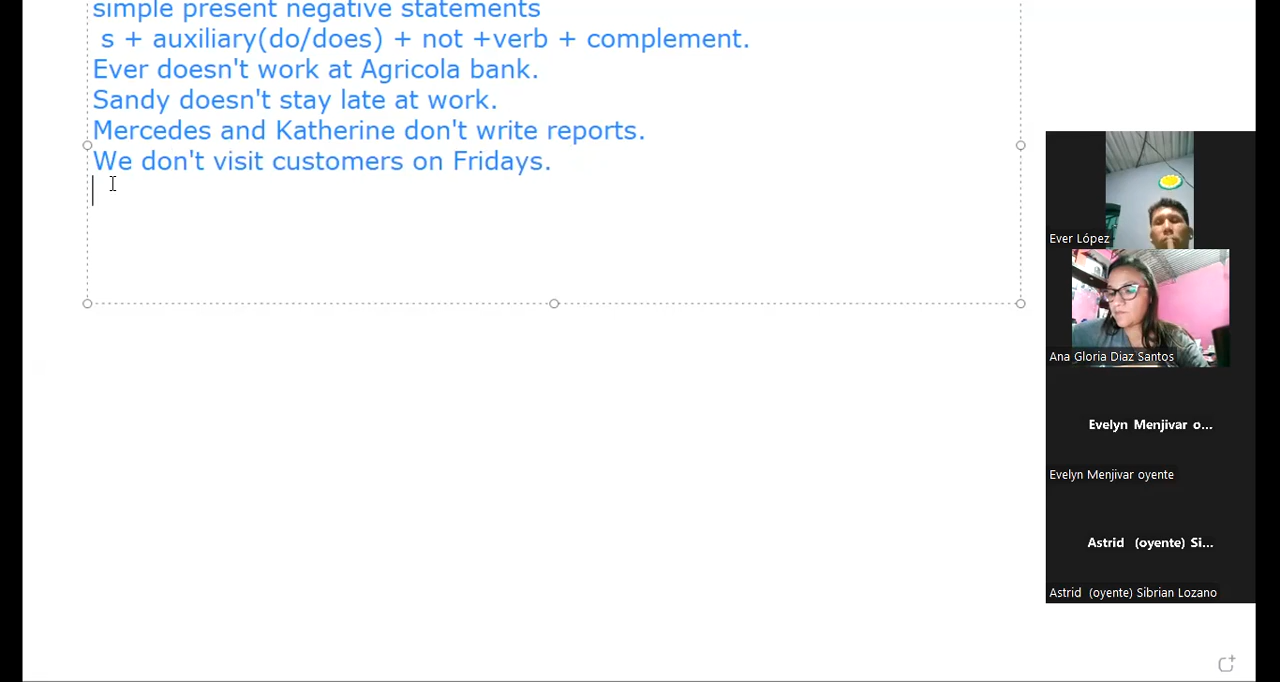 simple present negative statements
s + auxiliary(do/does) + not +verb + complement.
Ever doesn't work at Agricola bank.
Sandy doesn't stay late at work.
Mercedes and Katherine don't write reports.
We don't visit customers on Fridays.
Ever López
Ana Gloria Diaz Santos
Evelyn Menjivar o...
Evelyn Menjivar oyente
Astrid (oyente) Si...
Astrid (oyente) Sibrian Lozano